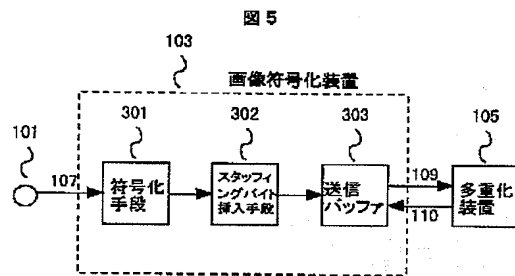 図5
103
画像符号化装置
101
301
302
303
105
107
符号化
手段
スタッフィ
ングバイト
挿入手段
送信
バッファ
109
110
多重化
装置